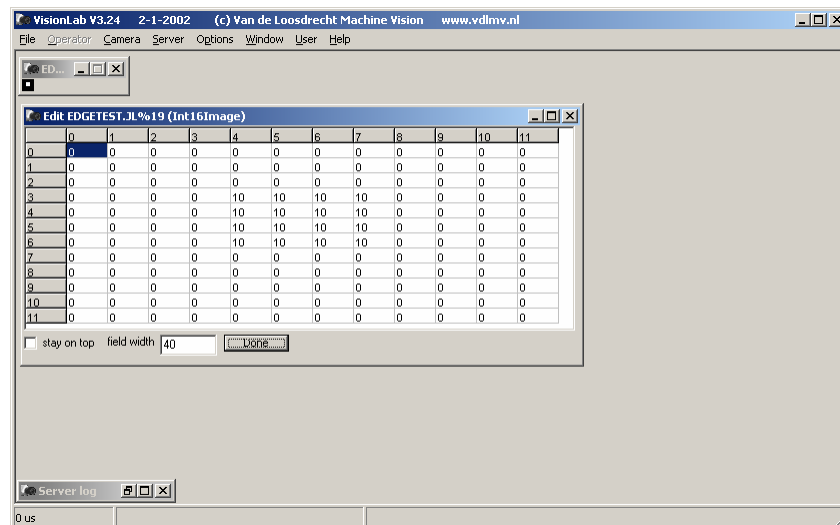 VisionLab V3.24 2-1-2002 (c) Van de Loosdrecht Machine Vision www.vdlmv.nl
File Operator Camera Server Options Window User Help
ED...
Edit EDGETEST.JL%19 (Int16Image)
0 1 2 3 4 5 6 7 8 9 10 11
0 0 0 0 0 0 0 0 0 0 0 0 0
1 0 0 0 0 0 0 0 0 0 0 0 0
2 0 0 0 0 0 0 0 0 0 0 0 0
3 0 0 0 0 10 10 10 10 0 0 0 0
4 0 0 0 0 10 10 10 10 0 0 0 0
5 0 0 0 0 10 10 10 10 0 0 0 0
6 0 0 0 0 10 10 10 10 0 0 0 0
7 0 0 0 0 0 0 0 0 0 0 0 0
8 0 0 0 0 0 0 0 0 0 0 0 0
9 0 0 0 0 0 0 0 0 0 0 0 0
10 0 0 0 0 0 0 0 0 0 0 0 0
11 0 0 0 0 0 0 0 0 0 0 0 0
stay on top field width 40 Done
Server log
0 us